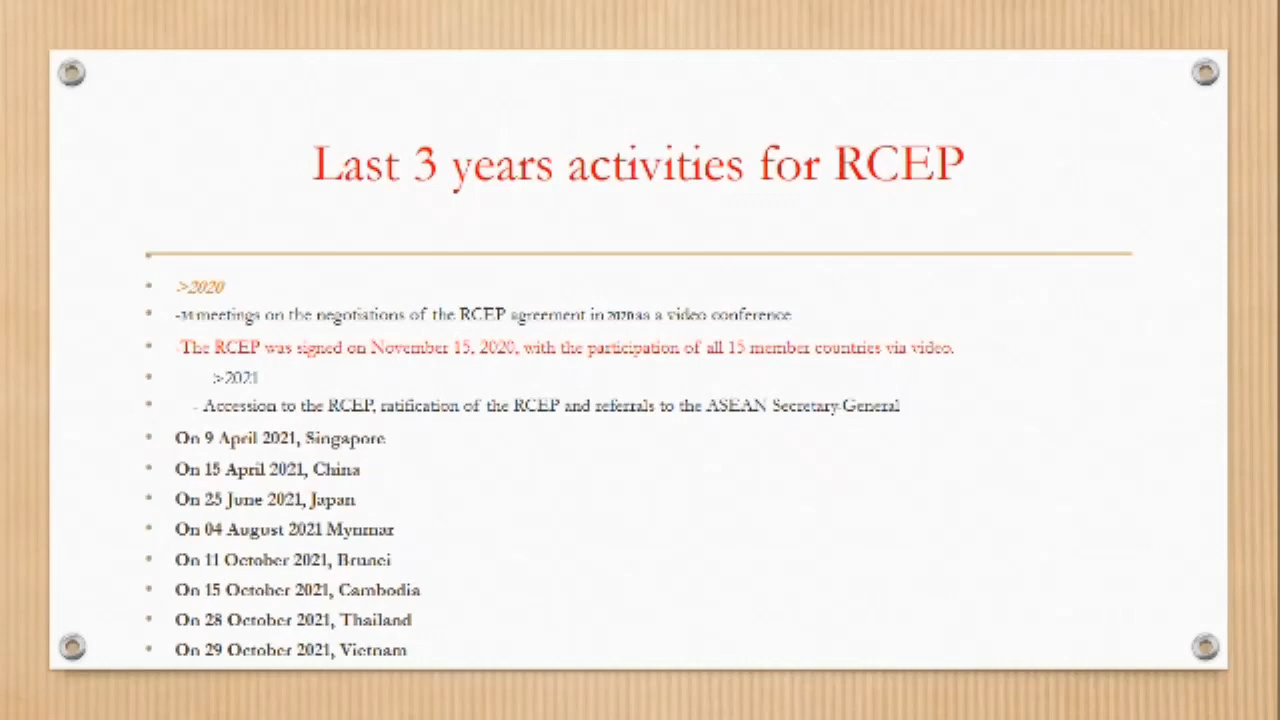 Last 3 years activities for RCEP
>2020
meetings on the negotiations of the RCEP agreement in 2020 as a video conference
-The RCEP was signed on November 15, 2020, with the participation of all 15 member countries via video.
>2021
- Accession to the RCEP, ratification of the RCEP and referrals to the ASEAN Secretary-General
On 9 April 2021, Singapore
On 15 April 2021, China
On 25 June 2021, Japan
On 04 August 2021 Mynmar
On 11 October 2021, Brunei
On 15 October 2021, Cambodia
On 28 October 2021, Thailand
On 29 October 2021, Vietnam